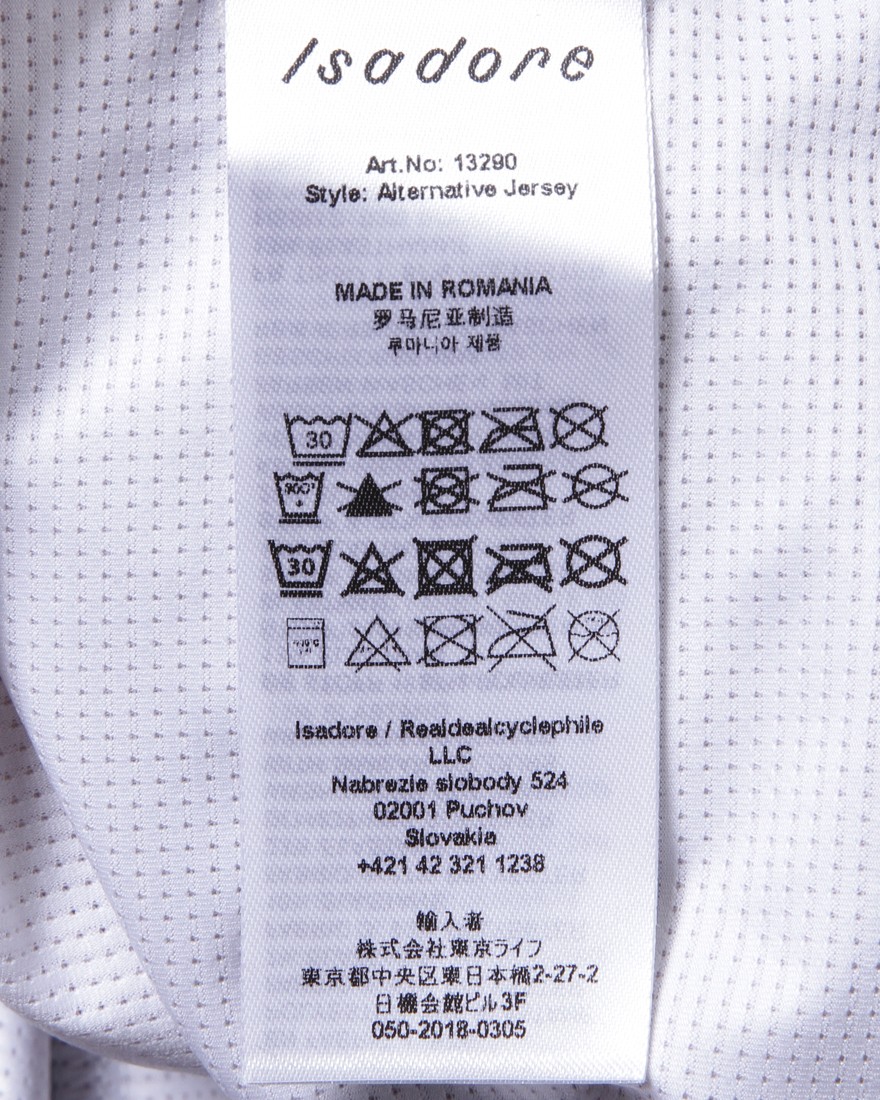 Isadore
Art.No: 13290
Style: Alternative Jersey
MADE IN ROMANIA
罗马尼亚制造
루마니아 제품
30
30
Isadore / Realdealcyclephile
LLC
Nabrezie slobody 524
02001 Puchov
Slovakia
+421 42 321 1238
輸入者
株式会社東京ライフ
東京都中央区東日本橋2-27-2
日機会館ビル3F
050-2018-0305